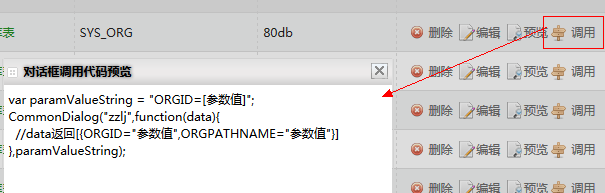 库表 SYS_ORG 80db 删除 编辑 预览 调用
对话框调用代码预览 删除 编辑 预览 调用
var paramValueString = "ORGID=[参数值]";
CommonDialog("zzlj",function(data){ 删除 编辑 预览 调用
//data返回[{ORGID="参数值",ORGPATHNAME="参数值"}]
},paramValueString); 删除 编辑 预览 调用
删除 编辑 预览 调用